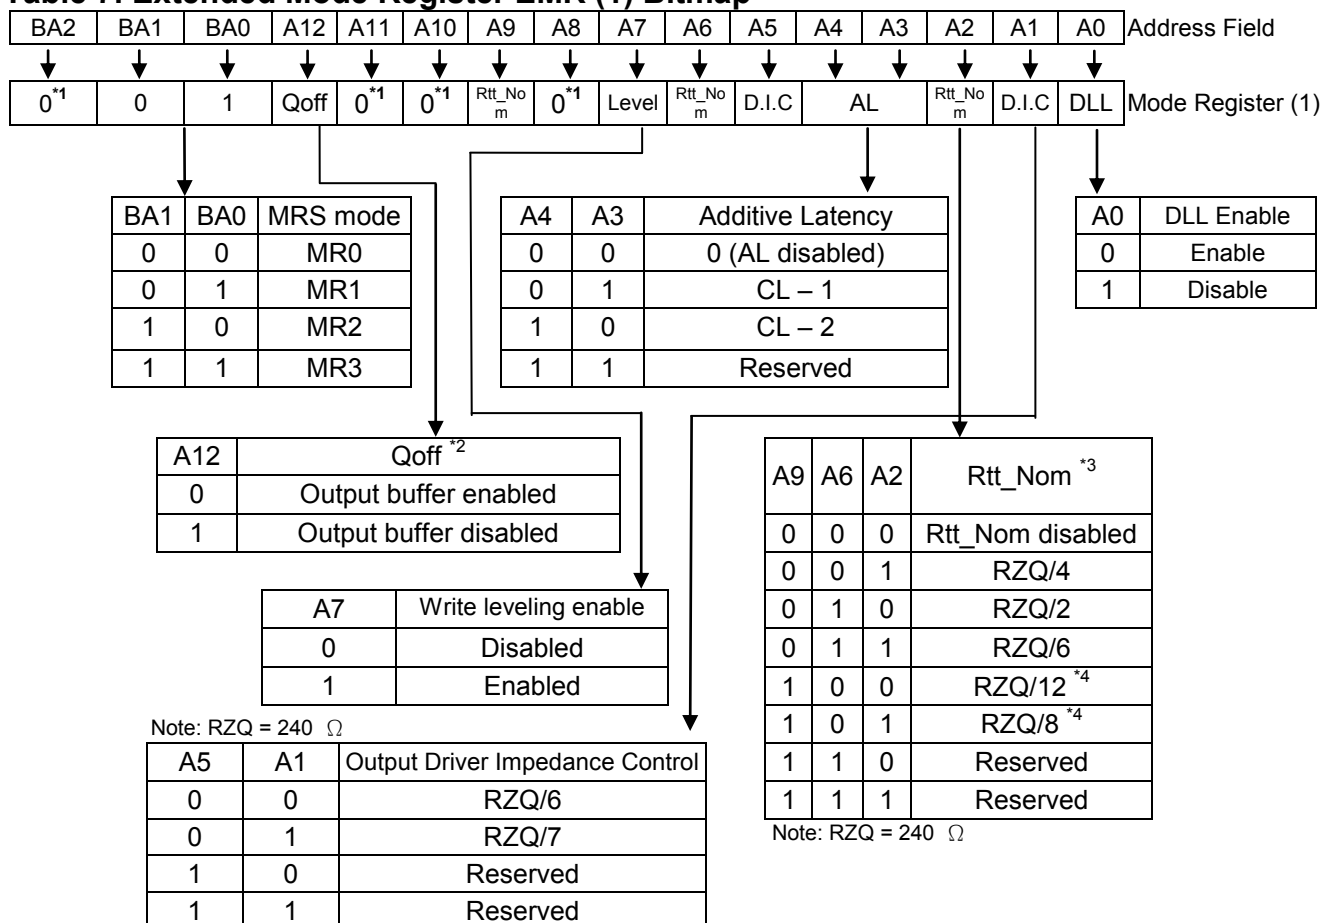 Table 7. Extended Mode Register EMR (1) Bitmap
BA2 BA1 BA0 A12 A11 A10 A9 A8 A7 A6 A5 A4 A3 A2 A1 A0 Address Field
0*1 0 1 Qoff 0*1 0*1 Rtt_Nom 0*1 Level Rtt_Nom D.I.C AL Rtt_Nom D.I.C DLL Mode Register (1)
BA1 BA0 MRS mode
0 0 MR0
0 1 MR1
1 0 MR2
1 1 MR3
A4 A3 Additive Latency
0 0 0 (AL disabled)
0 1 CL – 1
1 0 CL – 2
1 1 Reserved
A0 DLL Enable
0 Enable
1 Disable
A12 Qoff *2
0 Output buffer enabled
1 Output buffer disabled
A9 A6 A2 Rtt_Nom *3
0 0 0 Rtt_Nom disabled
0 0 1 RZQ/4
0 1 0 RZQ/2
0 1 1 RZQ/6
1 0 0 RZQ/12 *4
1 0 1 RZQ/8 *4
1 1 0 Reserved
1 1 1 Reserved
Note: RZQ = 240 Ω
A7 Write leveling enable
0 Disabled
1 Enabled
Note: RZQ = 240 Ω
A5 A1 Output Driver Impedance Control
0 0 RZQ/6
0 1 RZQ/7
1 0 Reserved
1 1 Reserved